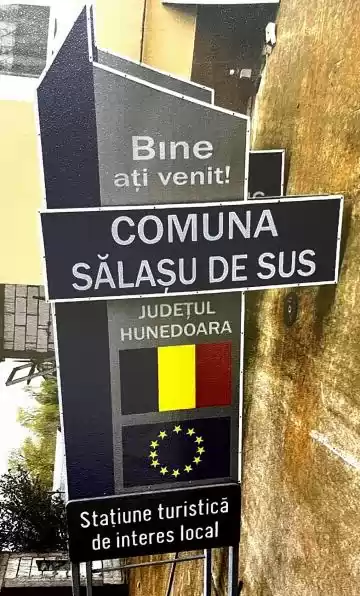 Bine
ați venit!
COMUNA
SĂLAȘU DE SUS
JUDEȚUL
HUNEDOARA
Stațiune turistică
de interes local